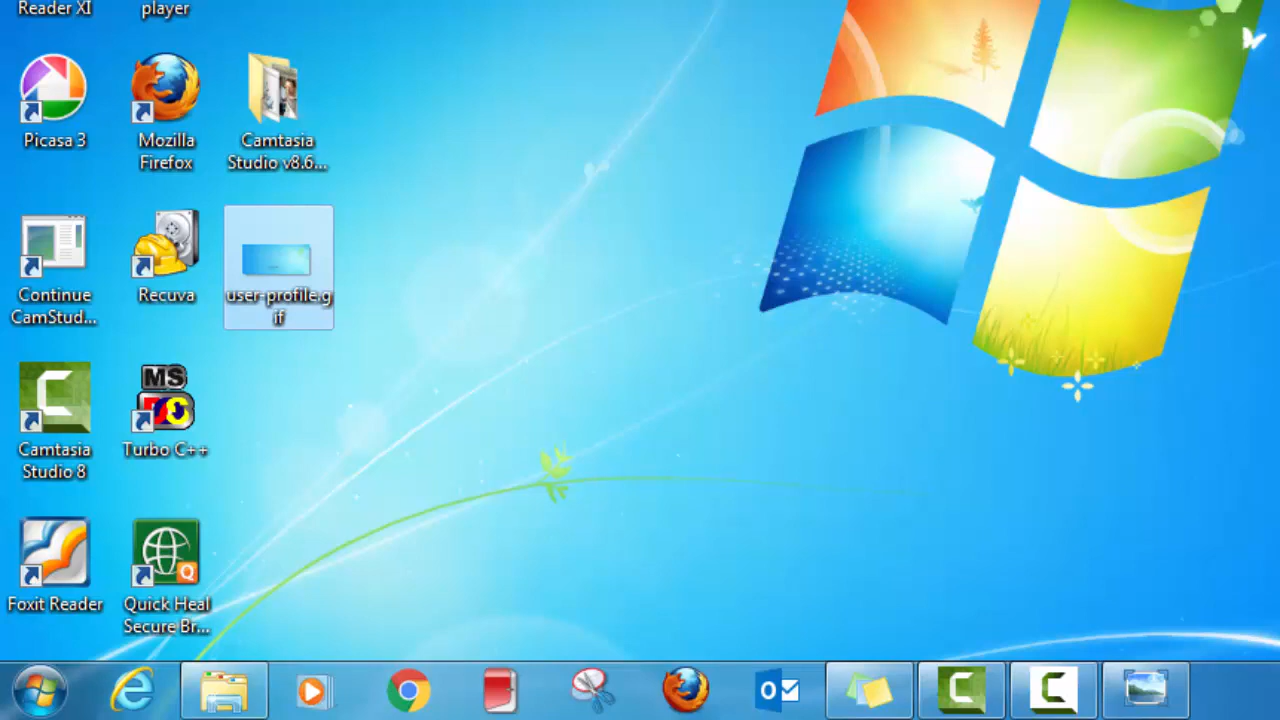 Reader XI
player
Picasa 3
Mozilla
Firefox
Camtasia
Studio v8.6...
Continue
CamStud...
Recuva
user-profile.g
if
Camtasia
Studio 8
MS
Turbo C++
Foxit Reader
Quick Heal
Secure Br...